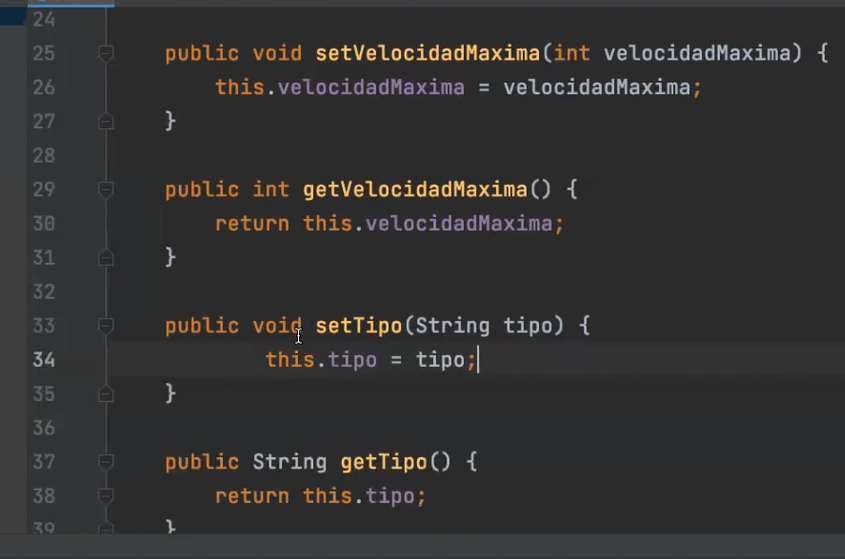 24
25 public void setVelocidadMaxima(int velocidadMaxima) {
26 this.velocidadMaxima = velocidadMaxima;
27 }
28
29 public int getVelocidadMaxima() {
30 return this.velocidadMaxima;
31 }
32
33 public void setTipo(String tipo) {
34 this.tipo = tipo;
35 }
36
37 public String getTipo() {
38 return this.tipo;
39 }